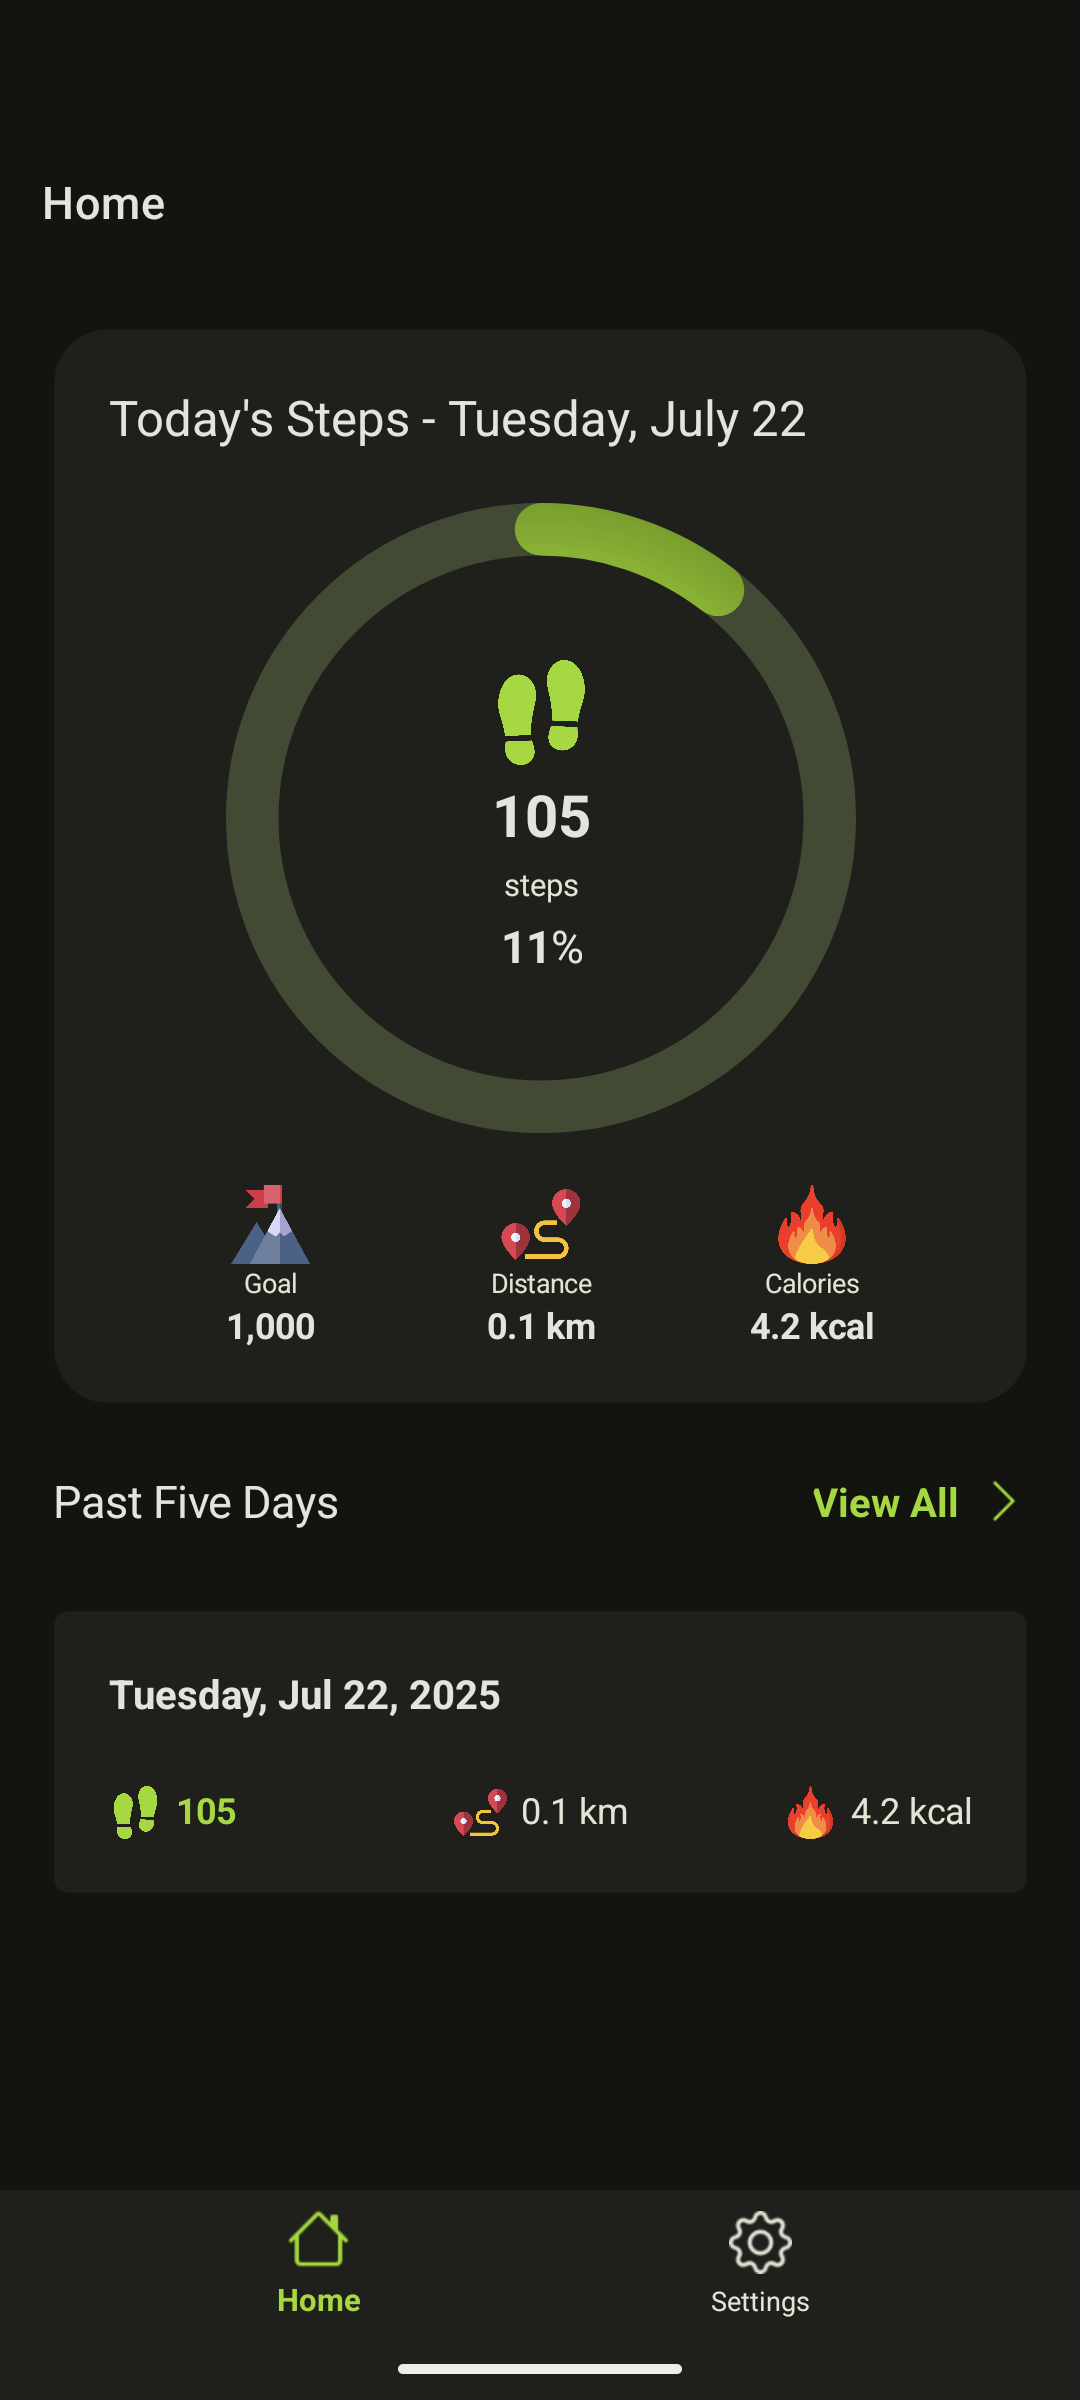 Home
Today's Steps - Tuesday, July 22
105
steps
11%
Goal
1,000
Distance
0.1 km
Calories
4.2 kcal
Past Five Days
View All
Tuesday, Jul 22, 2025
105
0.1 km
4.2 kcal
Home
Settings